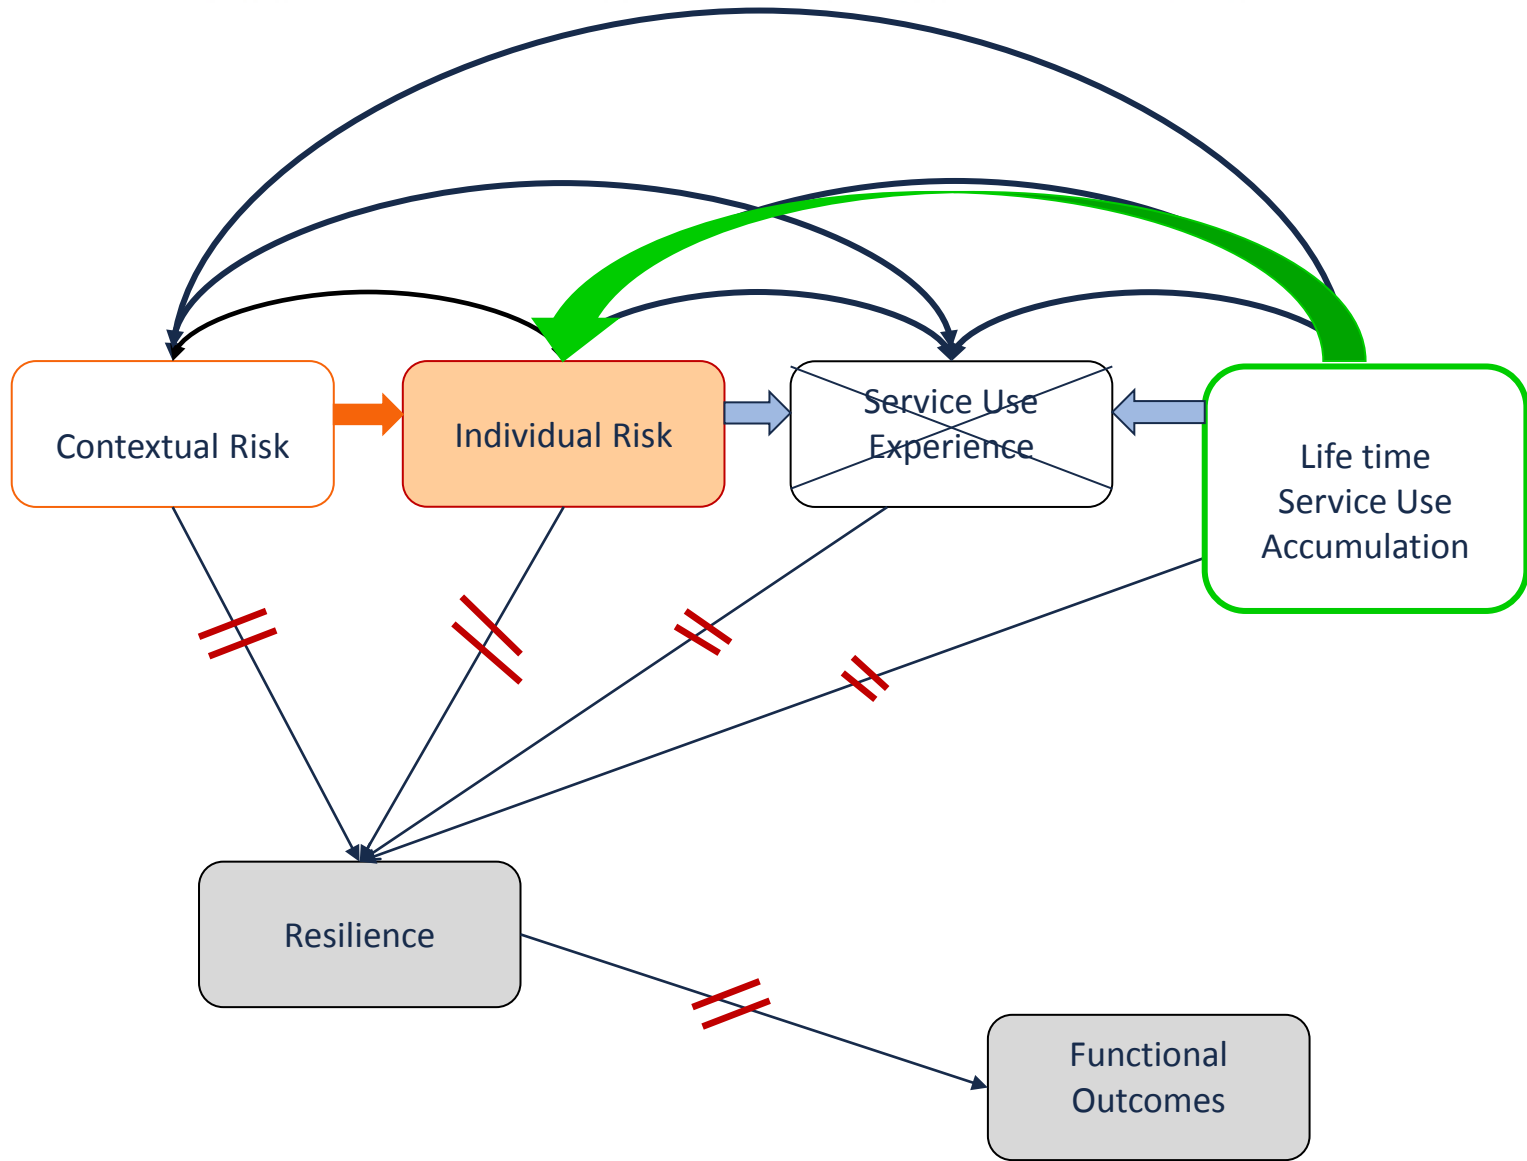 Contextual Risk
Individual Risk
Service Use
Experience
Life time
Service Use
Accumulation
Resilience
Functional
Outcomes